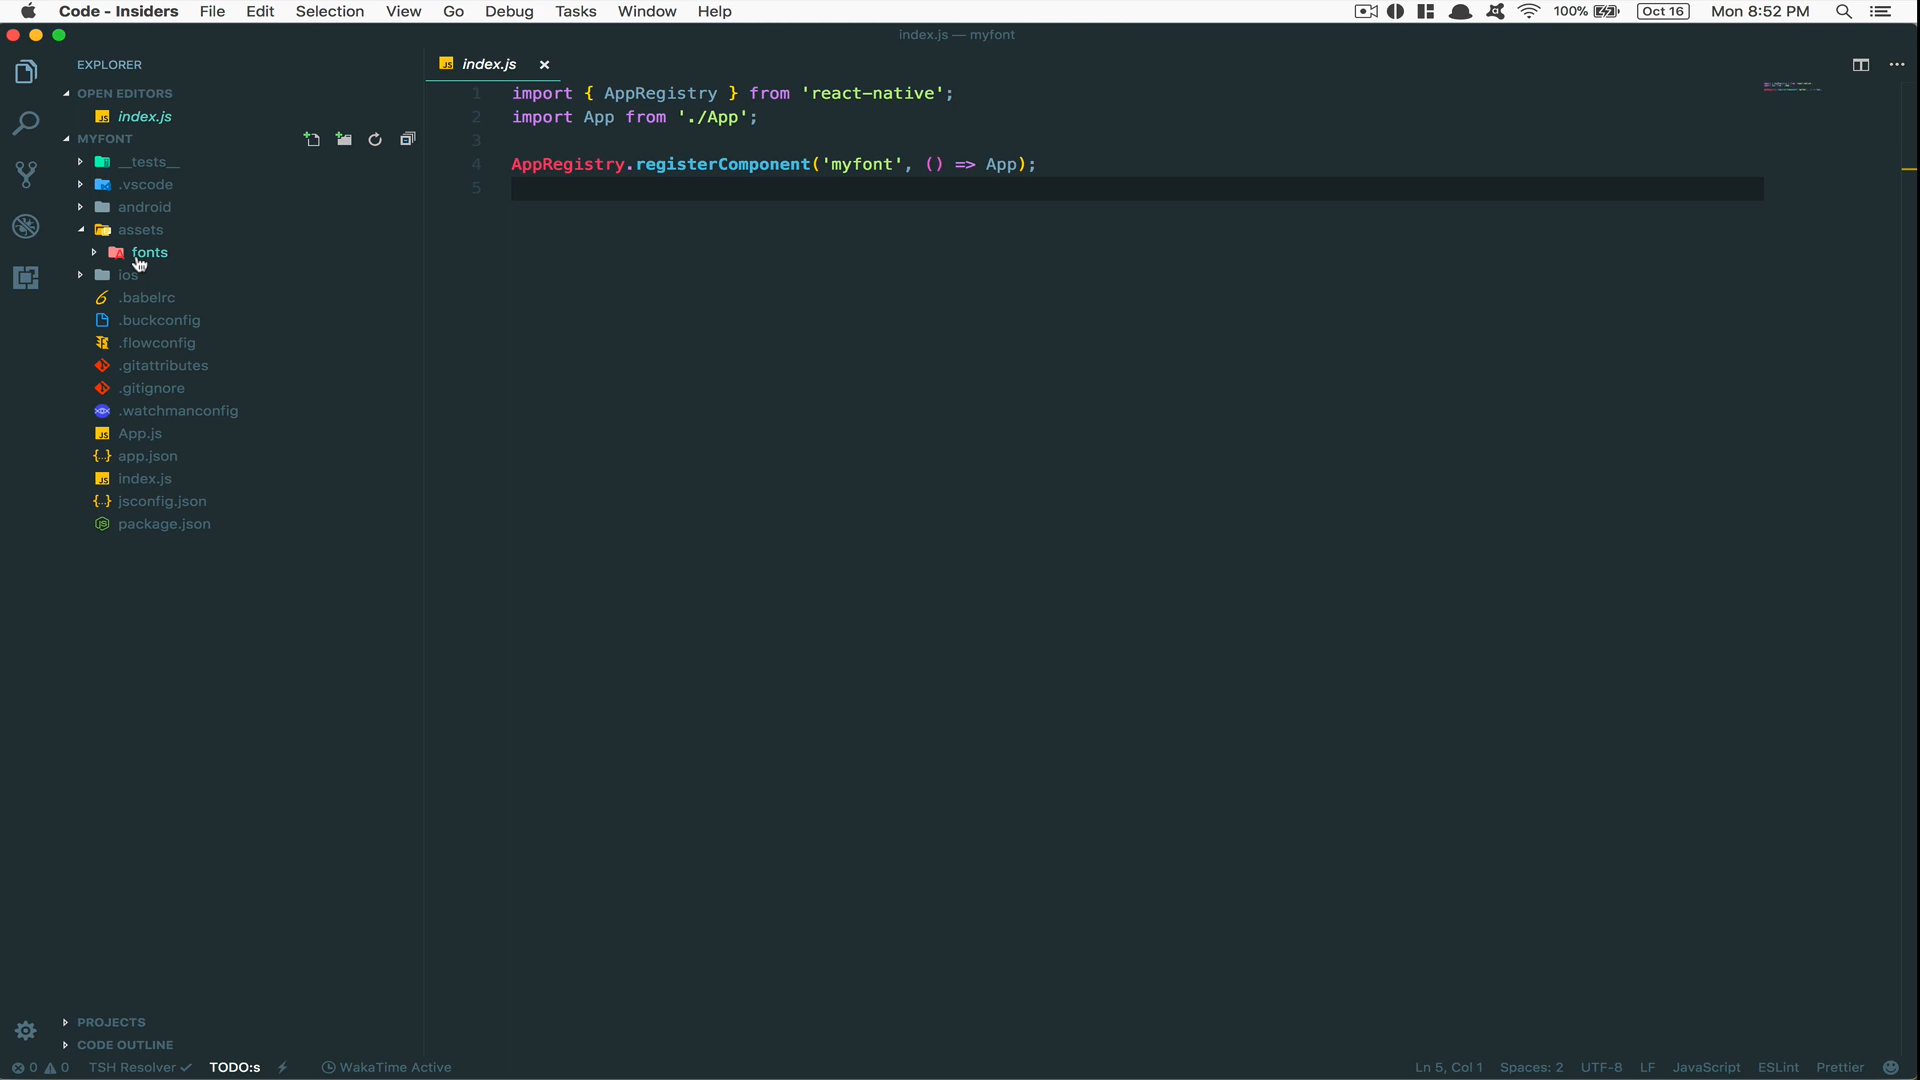 Code - Insiders File Edit Selection View Go Debug Tasks Window Help 100% Oct 16 Mon 8:52 PM
index.js — myfont
EXPLORER
index.js
OPEN EDITORS
index.js
MYFONT
__tests__
.vscode
android
assets
fonts
ios
.babelrc
.buckconfig
.flowconfig
.gitattributes
.gitignore
.watchmanconfig
App.js
app.json
index.js
jsconfig.json
package.json
1 import { AppRegistry } from 'react-native';
2 import App from './App';
3
4 AppRegistry.registerComponent('myfont', () => App);
5
PROJECTS
CODE OUTLINE
0 0 TSH Resolver TODO:s WakaTime Active Ln 5, Col 1 Spaces: 2 UTF-8 LF JavaScript ESLint Prettier